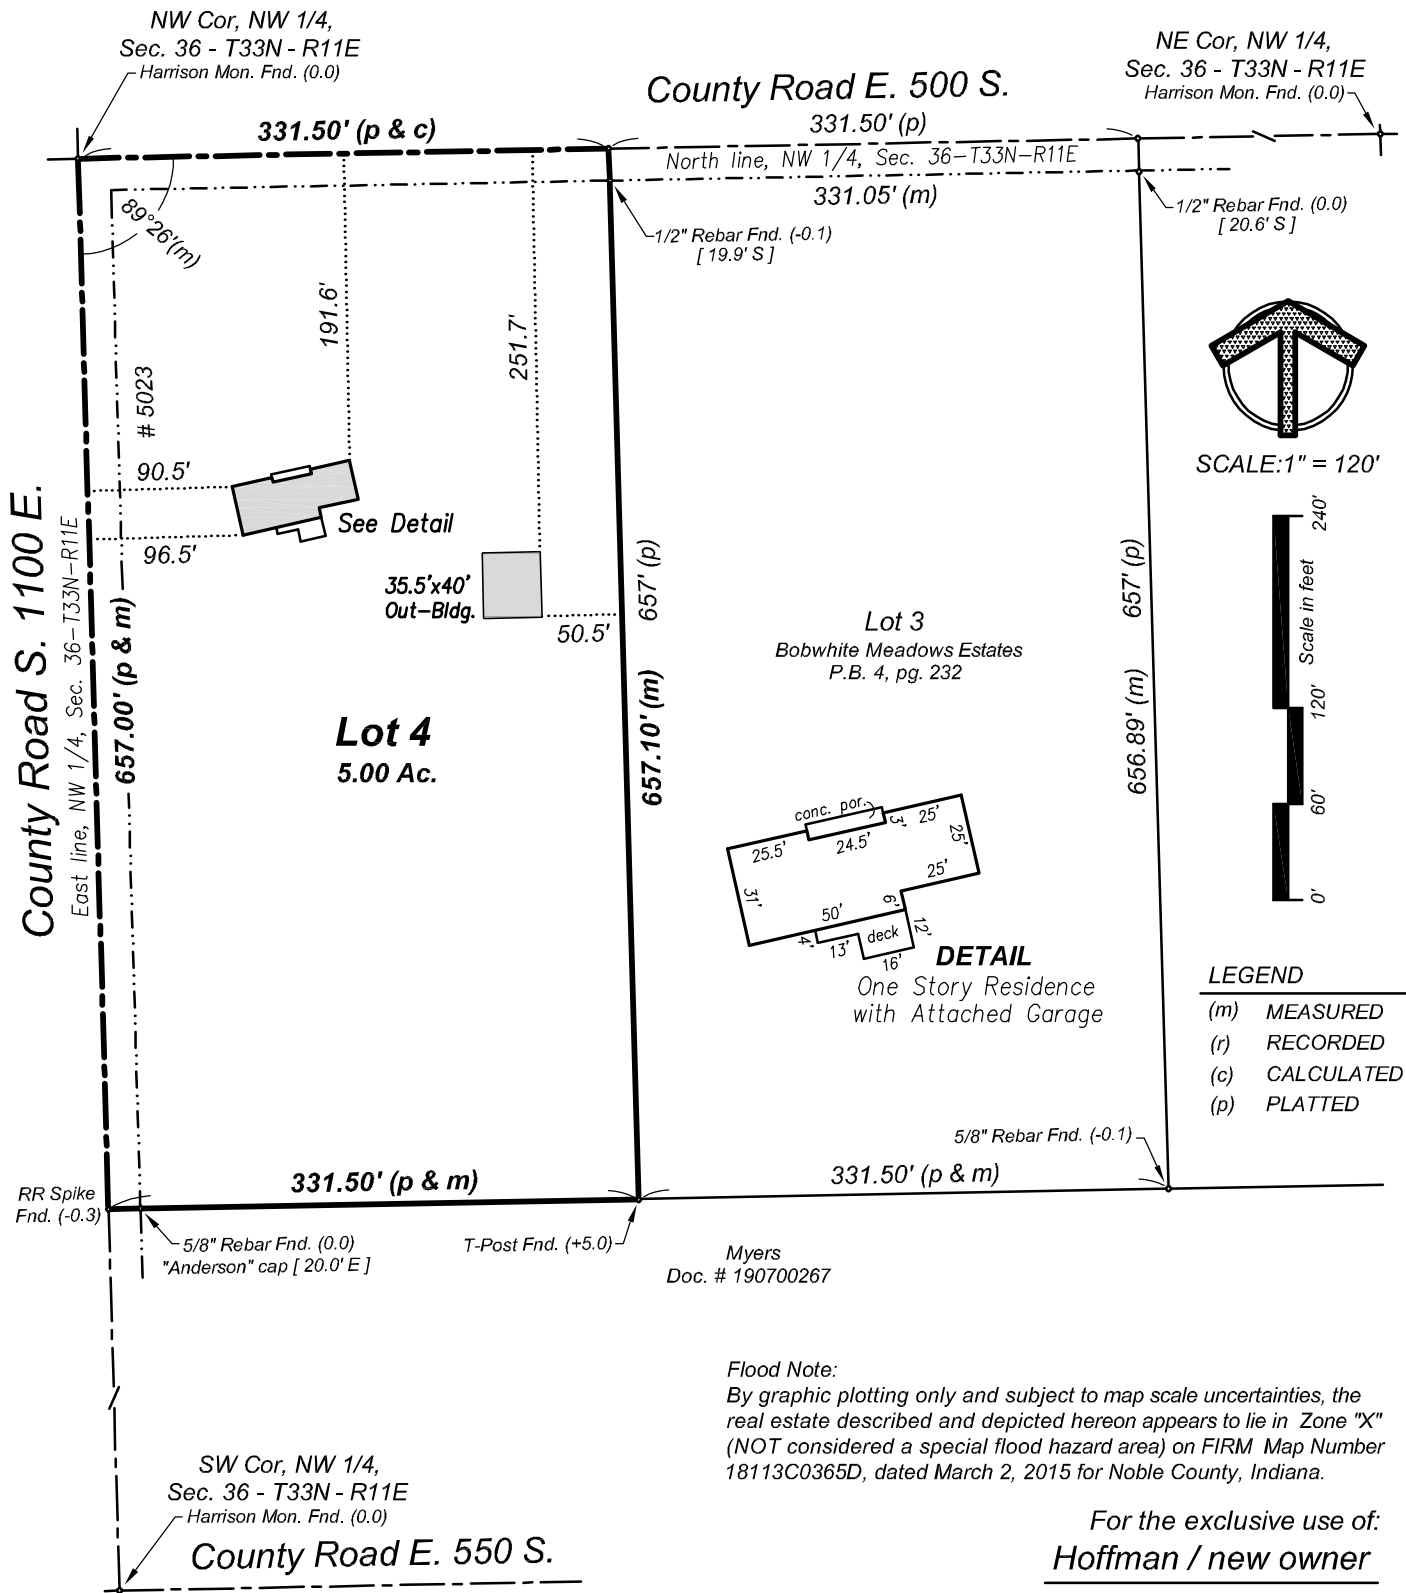 NW Cor, NW 1/4,
Sec. 36 - T33N - R11E
Harrison Mon. Fnd. (0.0)
NE Cor, NW 1/4,
Sec. 36 - T33N - R11E
Harrison Mon. Fnd. (0.0)
County Road E. 500 S.
331.50' (p & c)
331.50' (p)
North line, NW 1/4, Sec. 36-T33N-R11E
331.05' (m)
89°26'(m)
1/2" Rebar Fnd. (-0.1)
[ 19.9' S ]
1/2" Rebar Fnd. (0.0)
[ 20.6' S ]
191.6'
251.7'
# 5023
90.5'
96.5'
See Detail
35.5'x40'
Out-Bldg.
50.5'
County Road S. 1100 E.
East line, NW 1/4, Sec. 36-T33N-R11E
657.00' (p & m)
657' (p)
657.10' (m)
657' (p)
656.89' (m)
Lot 4
5.00 Ac.
Lot 3
Bobwhite Meadows Estates
P.B. 4, pg. 232
SCALE:1" = 120'
240'
Scale in feet
120'
60'
0'
conc. por.
25.5'
24.5'
3'
25'
25'
25'
31'
50'
6'
4'
13'
deck
12'
16'
DETAIL
One Story Residence
with Attached Garage
LEGEND
(m) MEASURED
(r) RECORDED
(c) CALCULATED
(p) PLATTED
5/8" Rebar Fnd. (-0.1)
331.50' (p & m)
331.50' (p & m)
RR Spike
Fnd. (-0.3)
5/8" Rebar Fnd. (0.0)
"Anderson" cap [ 20.0' E ]
T-Post Fnd. (+5.0)
Myers
Doc. # 190700267
Flood Note:
By graphic plotting only and subject to map scale uncertainties, the
real estate described and depicted hereon appears to lie in Zone "X"
(NOT considered a special flood hazard area) on FIRM Map Number
18113C0365D, dated March 2, 2015 for Noble County, Indiana.
SW Cor, NW 1/4,
Sec. 36 - T33N - R11E
Harrison Mon. Fnd. (0.0)
County Road E. 550 S.
For the exclusive use of:
Hoffman / new owner